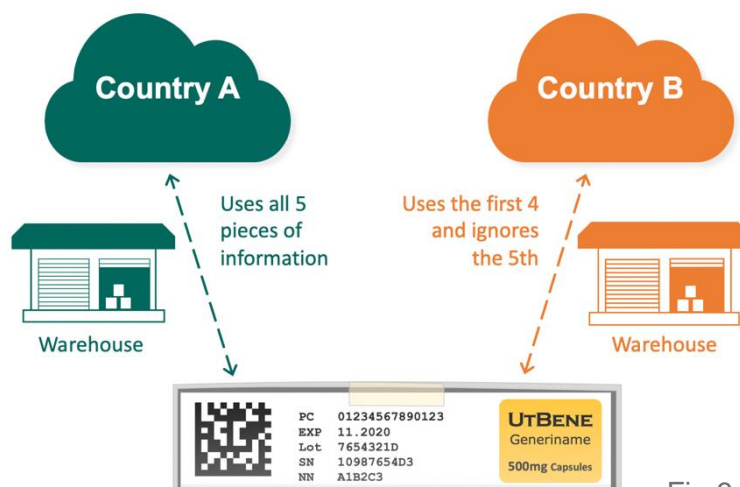 Country A
Country B
Uses all 5
pieces of
information
Uses the first 4
and ignores
the 5th
Warehouse
Warehouse
PC 01234567890123
EXP 11.2020
Lot 7654321D
SN 10987654D3
NN A1B2C3
UTBENE
Generiname
500mg Capsules